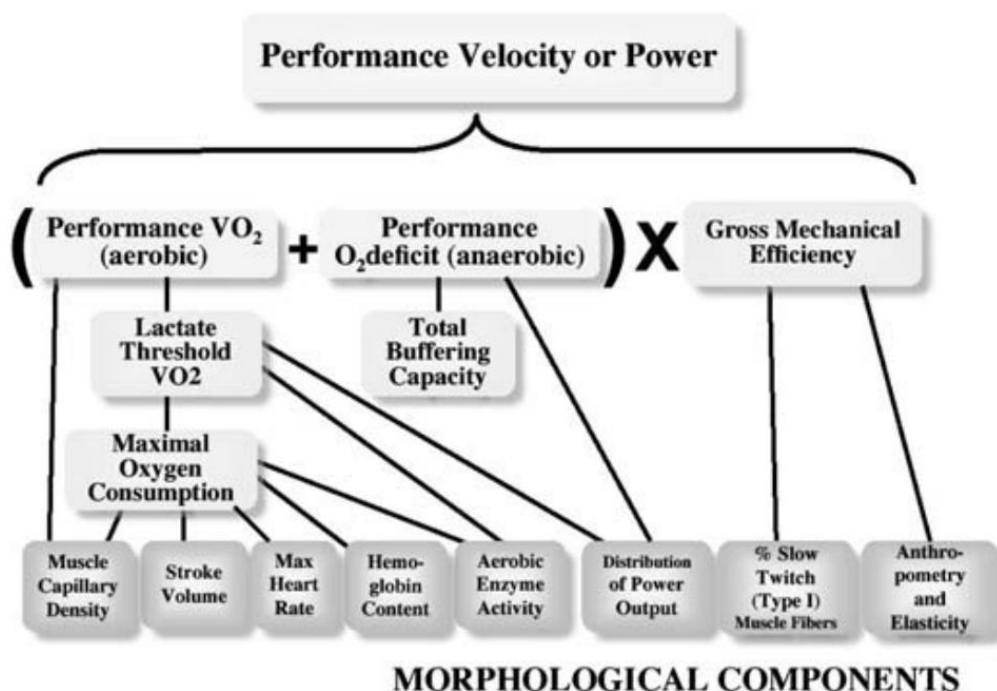 Performance Velocity or Power
(
Performance VO₂
(aerobic)
+
Performance
O₂deficit (anaerobic)
)
X
Gross Mechanical
Efficiency
Lactate
Threshold
VO2
Total
Buffering
Capacity
Maximal
Oxygen
Consumption
Muscle
Capillary
Density
Stroke
Volume
Max
Heart
Rate
Hemo-
globin
Content
Aerobic
Enzyme
Activity
Distribution
of Power
Output
% Slow
Twitch
(Type I)
Muscle Fibers
Anthro-
pometry
and
Elasticity
MORPHOLOGICAL COMPONENTS